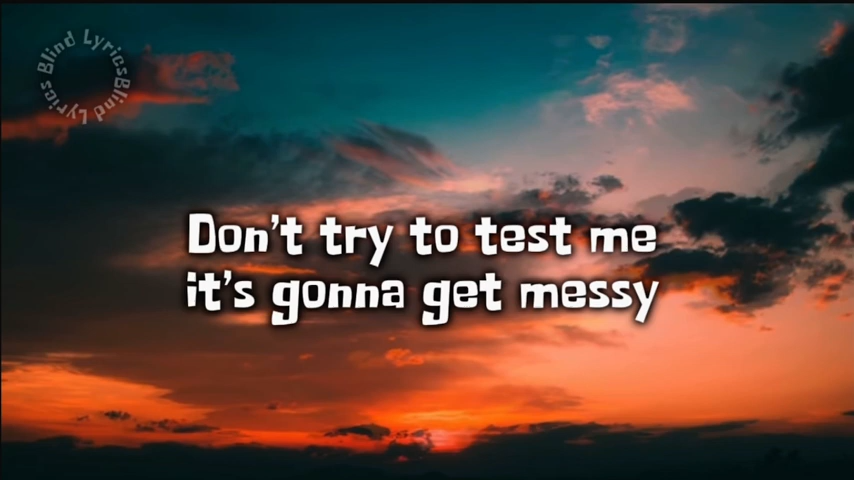 Blind Lyrics Blind Lyrics
Don't try to test me
it's gonna get messy